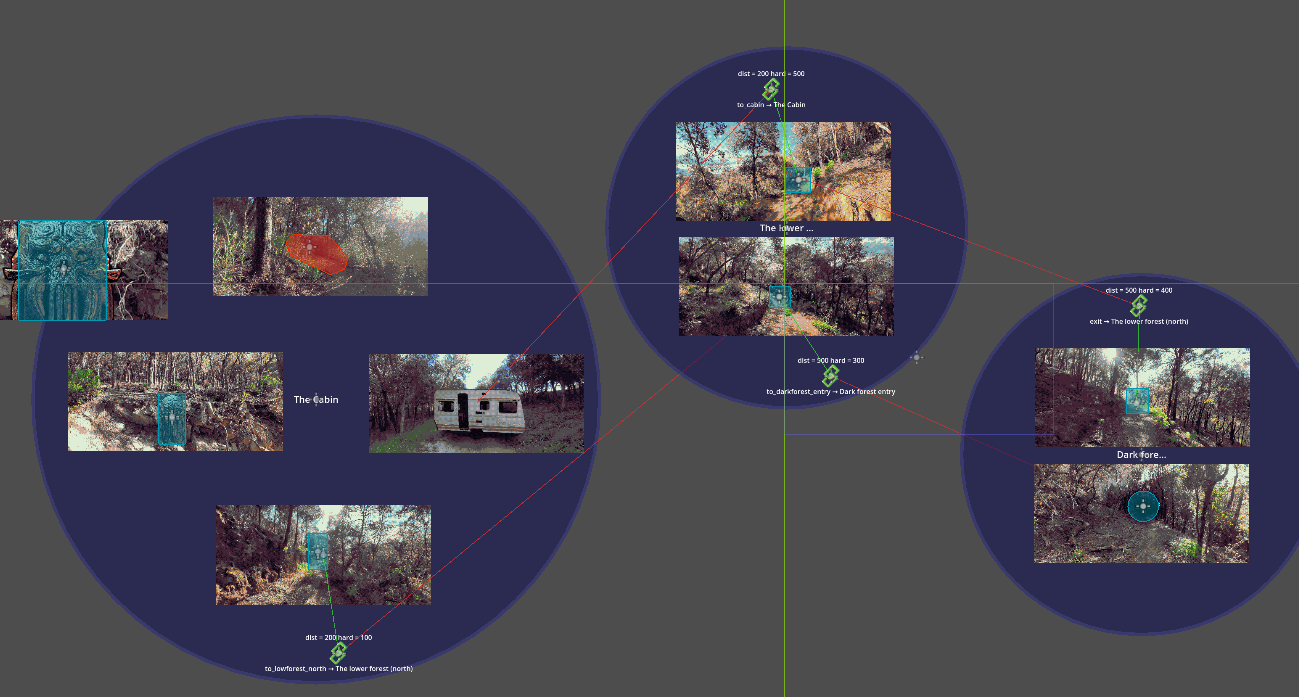 dist = 200 hard = 500
to_cabin → The Cabin
The lower ...
dist = 500 hard = 300
to_darkforest_entry → Dark forest entry
dist = 500 hard = 400
exit → The lower forest (north)
Dark fore...
The Cabin
dist = 200 hard = 100
to_lowforest_north → The lower forest (north)